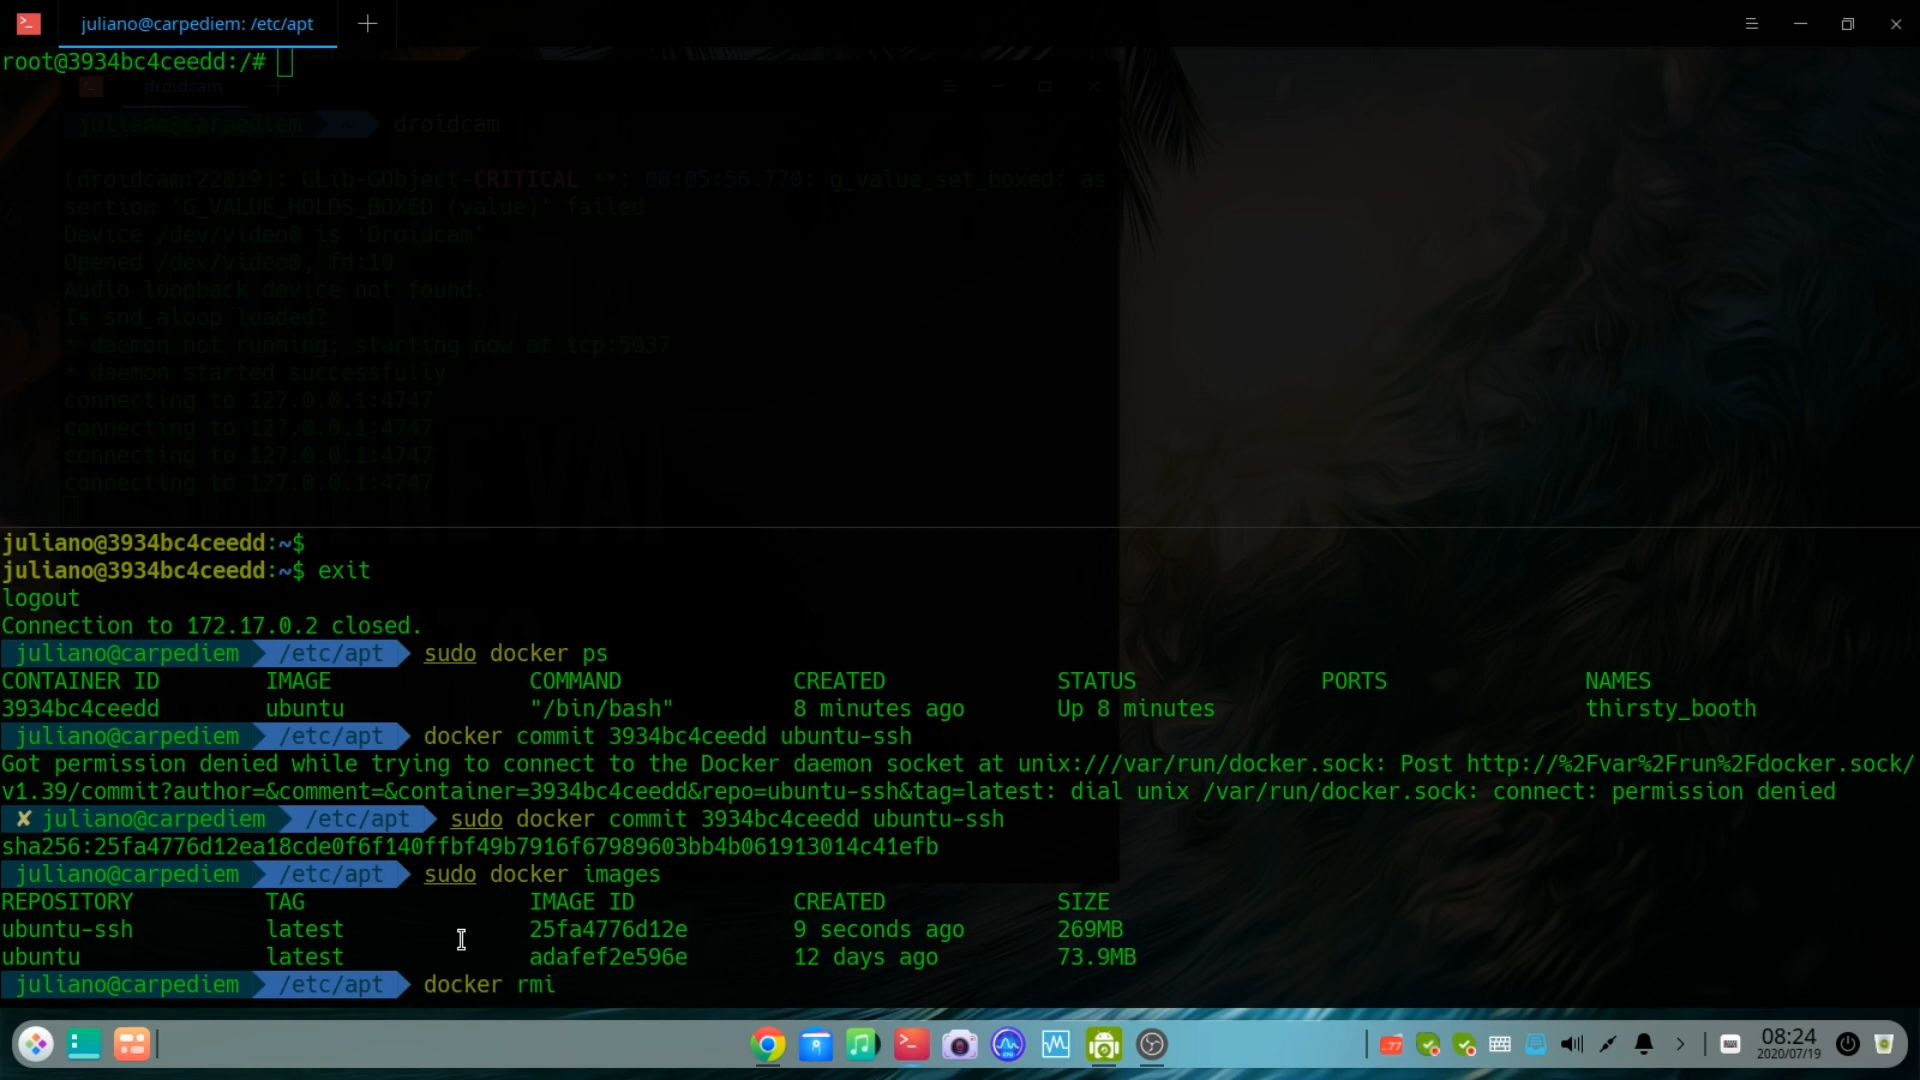 juliano@carpediem: /etc/apt
root@3934bc4ceedd:/#
droidcam
juliano@carpediem ~ droidcam
(droidcam:22019): GLib-GObject-CRITICAL **: 08:05:56.770: g_value_set_boxed: as
sertion 'G_VALUE_HOLDS_BOXED (value)' failed
Device /dev/video0 is 'Droidcam'
Opened /dev/video0, fd:10
Audio loopback device not found.
Is snd_aloop loaded?
* daemon not running; starting now at tcp:5037
* daemon started successfully
connecting to 127.0.0.1:4747
connecting to 127.0.0.1:4747
connecting to 127.0.0.1:4747
connecting to 127.0.0.1:4747
juliano@3934bc4ceedd:~$
juliano@3934bc4ceedd:~$ exit
logout
Connection to 172.17.0.2 closed.
juliano@carpediem /etc/apt sudo docker ps
CONTAINER ID IMAGE COMMAND CREATED STATUS PORTS NAMES
3934bc4ceedd ubuntu "/bin/bash" 8 minutes ago Up 8 minutes thirsty_booth
juliano@carpediem /etc/apt docker commit 3934bc4ceedd ubuntu-ssh
Got permission denied while trying to connect to the Docker daemon socket at unix:///var/run/docker.sock: Post http://%2Fvar%2Frun%2Fdocker.sock/
v1.39/commit?author=&comment=&container=3934bc4ceedd&repo=ubuntu-ssh&tag=latest: dial unix /var/run/docker.sock: connect: permission denied
✘ juliano@carpediem /etc/apt sudo docker commit 3934bc4ceedd ubuntu-ssh
sha256:25fa4776d12ea18cde0f6f140ffbf49b7916f67989603bb4b061913014c41efb
juliano@carpediem /etc/apt sudo docker images
REPOSITORY TAG IMAGE ID CREATED SIZE
ubuntu-ssh latest 25fa4776d12e 9 seconds ago 269MB
ubuntu latest adafef2e596e 12 days ago 73.9MB
juliano@carpediem /etc/apt docker rmi
77
08:24
2020/07/19